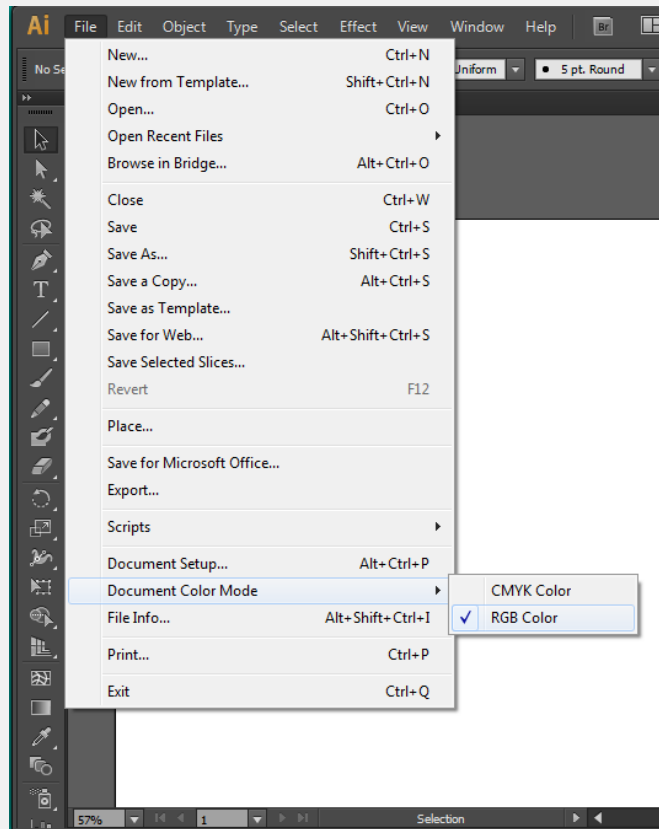 Ai File Edit Object Type Select Effect View Window Help Br
No Se
Uniform 5 pt. Round
New... Ctrl+N
New from Template... Shift+Ctrl+N
Open... Ctrl+O
Open Recent Files
Browse in Bridge... Alt+Ctrl+O
Close Ctrl+W
Save Ctrl+S
Save As... Shift+Ctrl+S
Save a Copy... Alt+Ctrl+S
Save as Template...
Save for Web... Alt+Shift+Ctrl+S
Save Selected Slices...
Revert F12
Place...
Save for Microsoft Office...
Export...
Scripts
Document Setup... Alt+Ctrl+P
Document Color Mode
CMYK Color
File Info... Alt+Shift+Ctrl+I
RGB Color
Print... Ctrl+P
Exit Ctrl+Q
57% 1 Selection